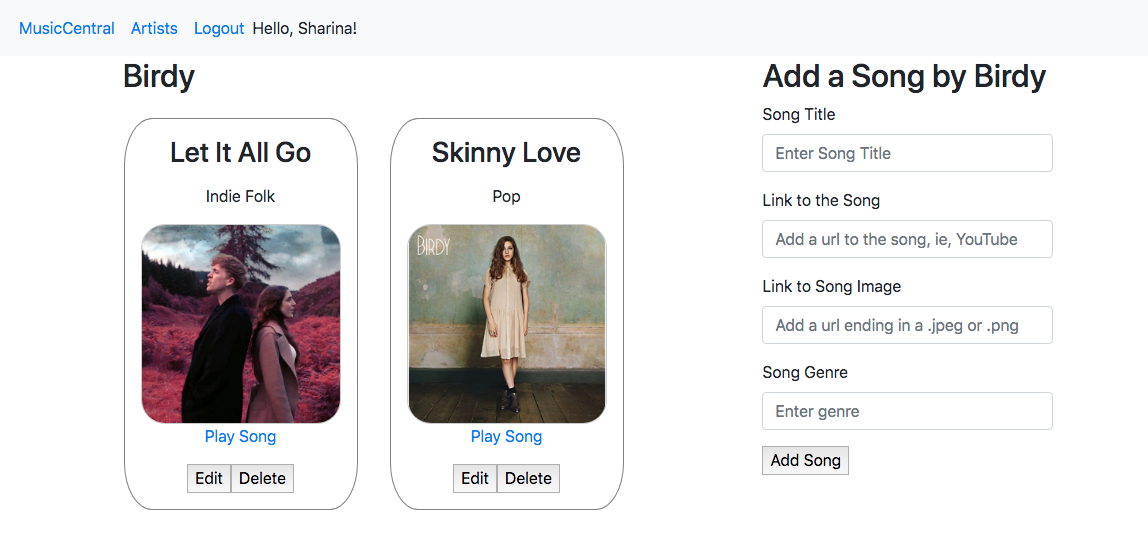 MusicCentral Artists Logout Hello, Sharina!
Birdy
Let It All Go
Indie Folk
Play Song
Edit Delete
Skinny Love
Pop
BIRDY
Play Song
Edit Delete
Add a Song by Birdy
Song Title
Enter Song Title
Link to the Song
Add a url to the song, ie, YouTube
Link to Song Image
Add a url ending in a .jpeg or .png
Song Genre
Enter genre
Add Song